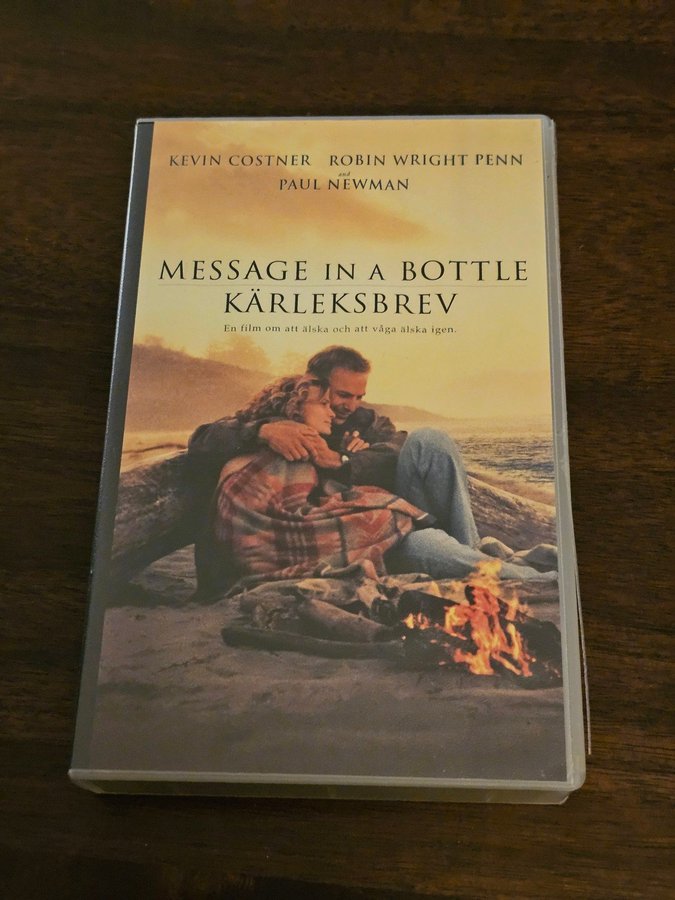 KEVIN COSTNER ROBIN WRIGHT PENN
and
PAUL NEWMAN
MESSAGE IN A BOTTLE
KÄRLEKSBREV
En film om att älska och att våga älska igen.